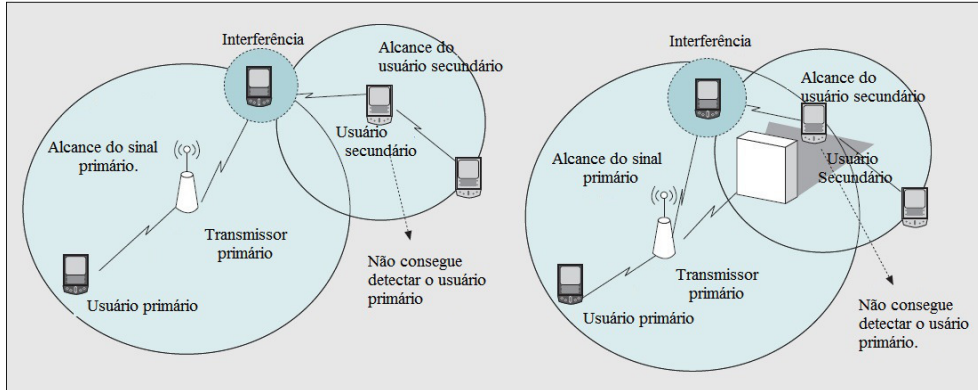 Interferência
Alcance do
usuário secundário
Alcance do sinal
primário.
Usuário
secundário
Transmissor
primário
Não consegue
detectar o usuário
primário
Usuário primário
Interferência
Alcance do
usuário secundário
Alcance do sinal
primário
Usuário
Secundário
Transmissor
primário
Usuário primário
Não consegue
detectar o usário
primário.